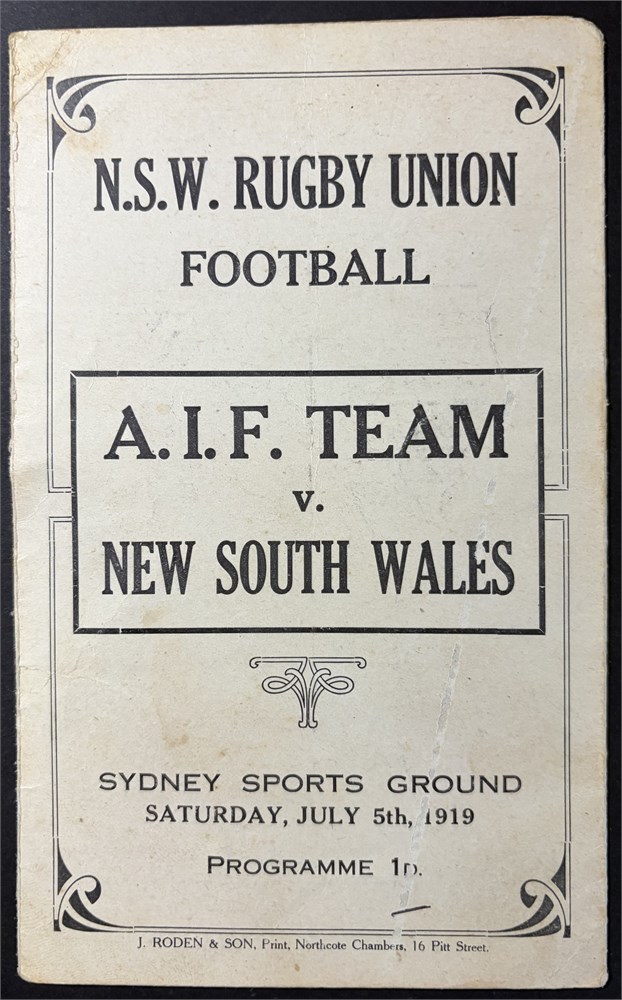 N.S.W. RUGBY UNION
FOOTBALL
A.I.F. TEAM
v.
NEW SOUTH WALES
SYDNEY SPORTS GROUND
SATURDAY, JULY 5th, 1919
PROGRAMME 1D.
J. RODEN & SON, Print, Northcote Chambers, 16 Pitt Street.